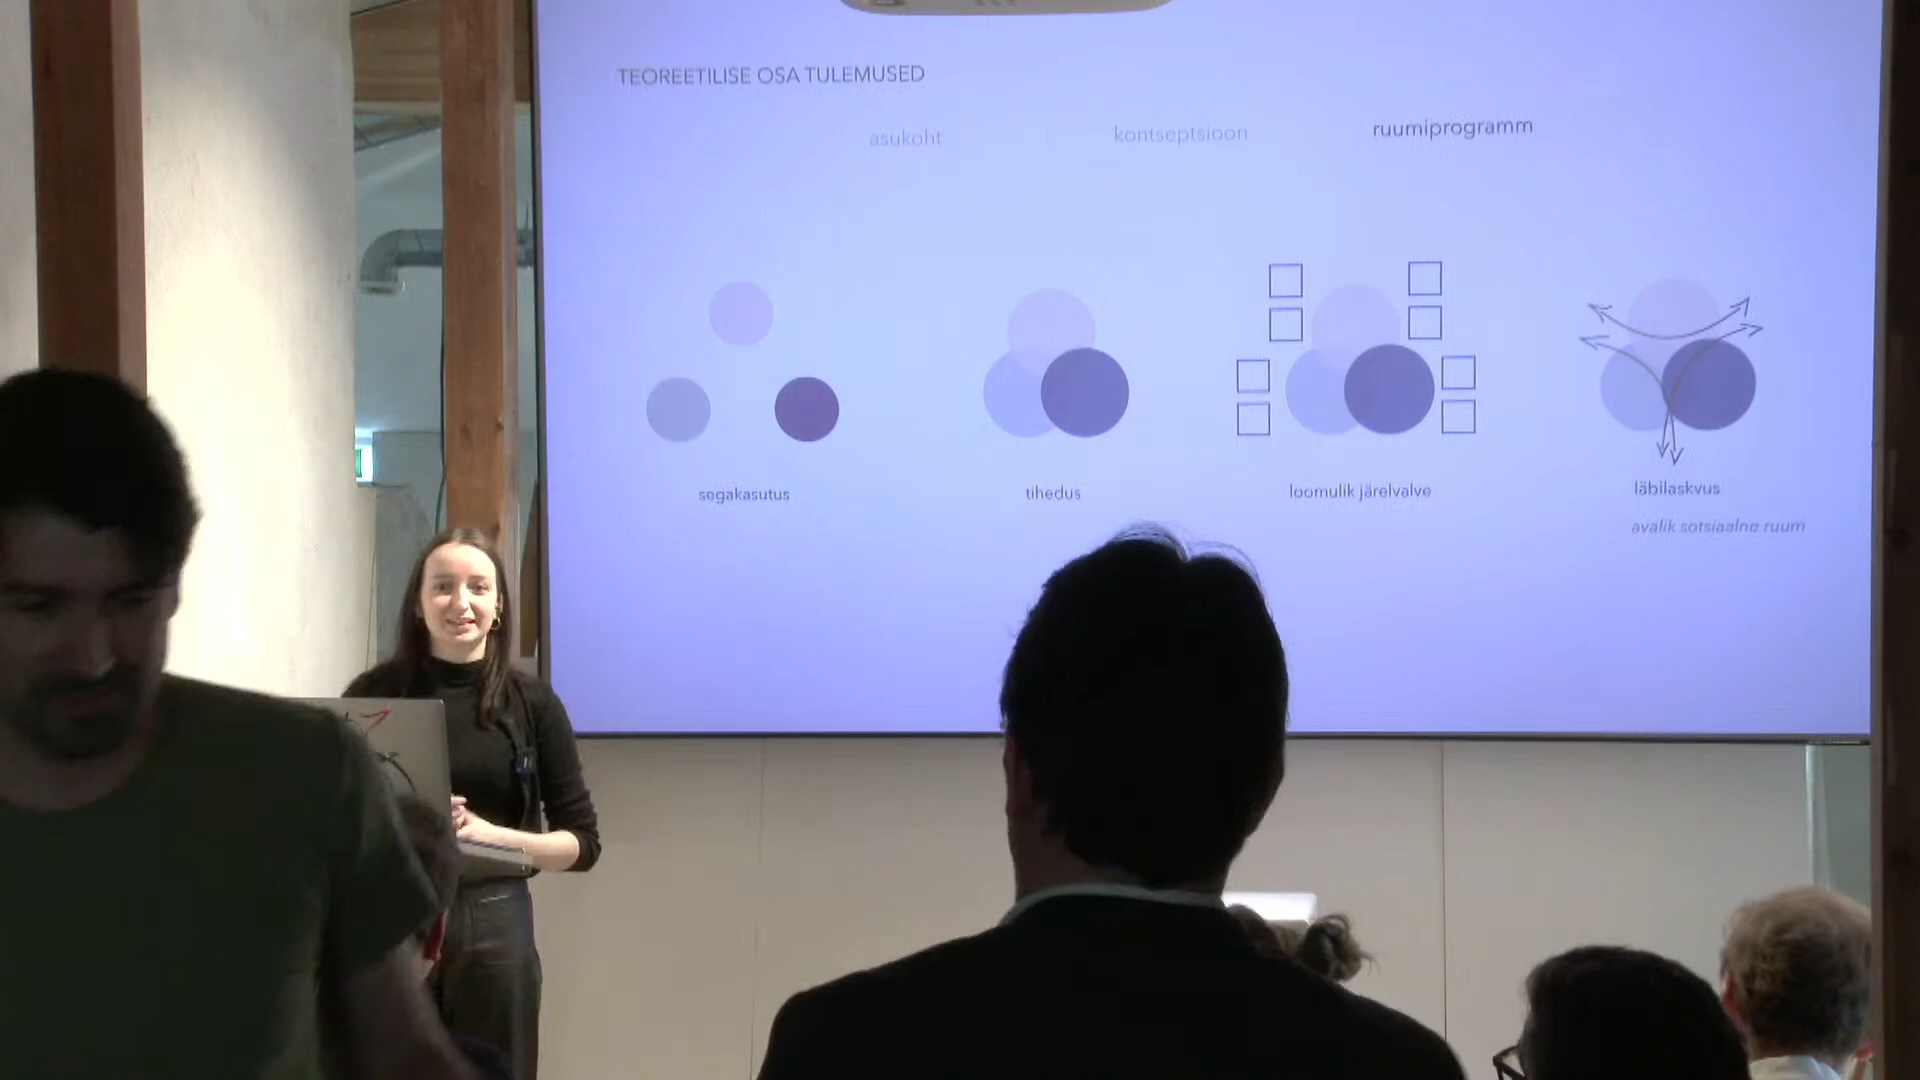 TEOREETILISE OSA TULEMUSED
asukoht
kontseptsioon
ruumiprogramm
segakasutus
tihedus
loomulik järelvalve
läbilaskvus
avalik sotsiaalne ruum